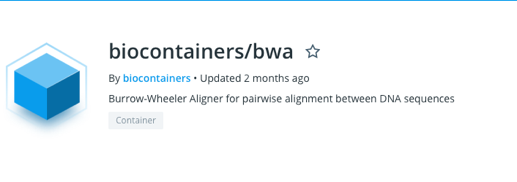 biocontainers/bwa
By biocontainers • Updated 2 months ago
Burrow-Wheeler Aligner for pairwise alignment between DNA sequences
Container